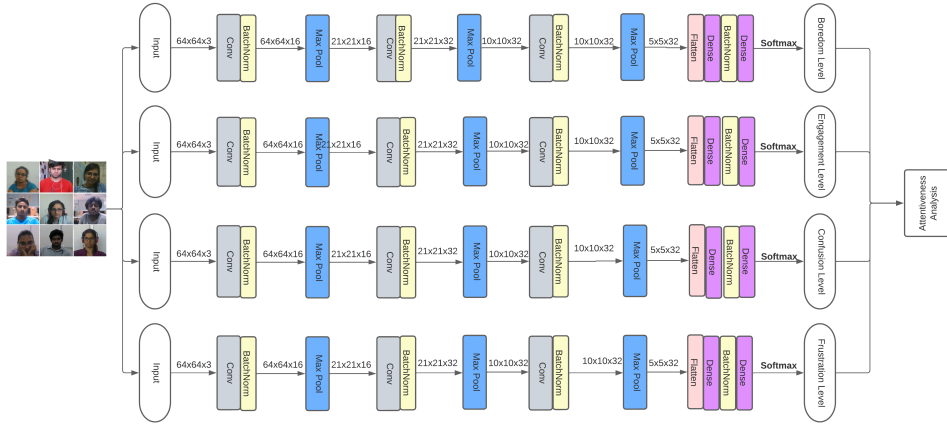 Input
64x64x3
Conv
BatchNorm
64x64x16
Max Pool
21x21x16
Conv
BatchNorm
21x21x32
Max Pool
10x10x32
Conv
BatchNorm
10x10x32
Max Pool
5x5x32
Flatten
Dense
BatchNorm
Dense
Softmax
Boredom Level
Input
64x64x3
Conv
BatchNorm
64x64x16
Max Pool
21x21x16
Conv
BatchNorm
21x21x32
Max Pool
10x10x32
Conv
BatchNorm
10x10x32
Max Pool
5x5x32
Flatten
Dense
BatchNorm
Dense
Softmax
Engagement Level
Input
64x64x3
Conv
BatchNorm
64x64x16
Max Pool
21x21x16
Conv
BatchNorm
21x21x32
Max Pool
10x10x32
Conv
BatchNorm
10x10x32
Max Pool
5x5x32
Flatten
Dense
BatchNorm
Dense
Softmax
Confusion Level
Input
64x64x3
Conv
BatchNorm
64x64x16
Max Pool
21x21x16
Conv
BatchNorm
21x21x32
Max Pool
10x10x32
Conv
BatchNorm
10x10x32
Max Pool
5x5x32
Flatten
Dense
BatchNorm
Dense
Softmax
Frustration Level
Attentiveness
Analysis